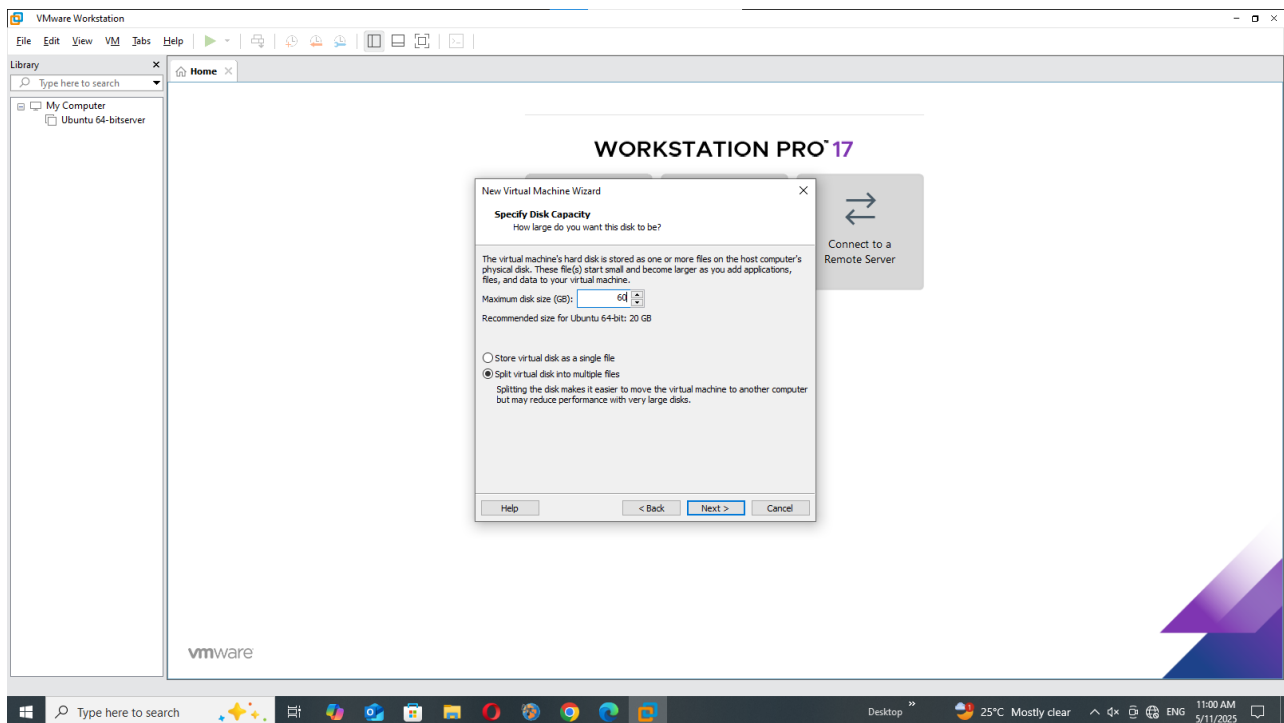 VMware Workstation
File Edit View VM Tabs Help
Library
Type here to search
My Computer
Ubuntu 64-bitserver
Home
WORKSTATION PRO™ 17
Connect to a
Remote Server
New Virtual Machine Wizard
Specify Disk Capacity
How large do you want this disk to be?
The virtual machine's hard disk is stored as one or more files on the host computer's
physical disk. These file(s) start small and become larger as you add applications,
files, and data to your virtual machine.
Maximum disk size (GB): 60
Recommended size for Ubuntu 64-bit: 20 GB
Store virtual disk as a single file
Split virtual disk into multiple files
Splitting the disk makes it easier to move the virtual machine to another computer
but may reduce performance with very large disks.
Help < Back Next > Cancel
vmware
Type here to search
Desktop
25°C Mostly clear
ENG
11:00 AM
5/11/2025